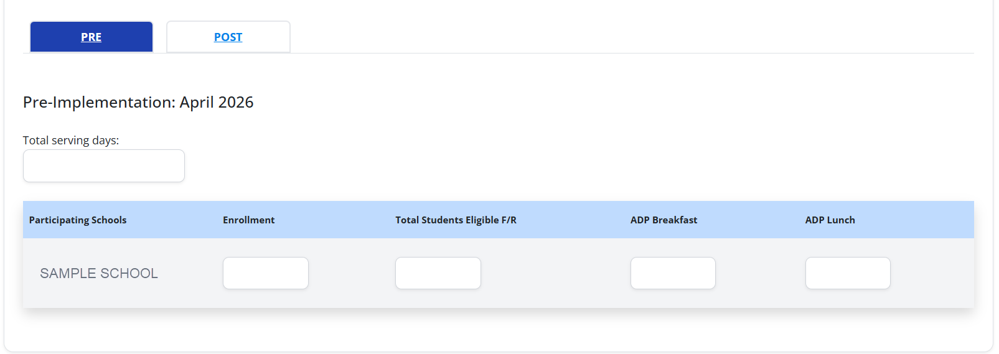 PRE POST
Pre-Implementation: April 2026
Total serving days:
Participating Schools Enrollment Total Students Eligible F/R ADP Breakfast ADP Lunch
SAMPLE SCHOOL